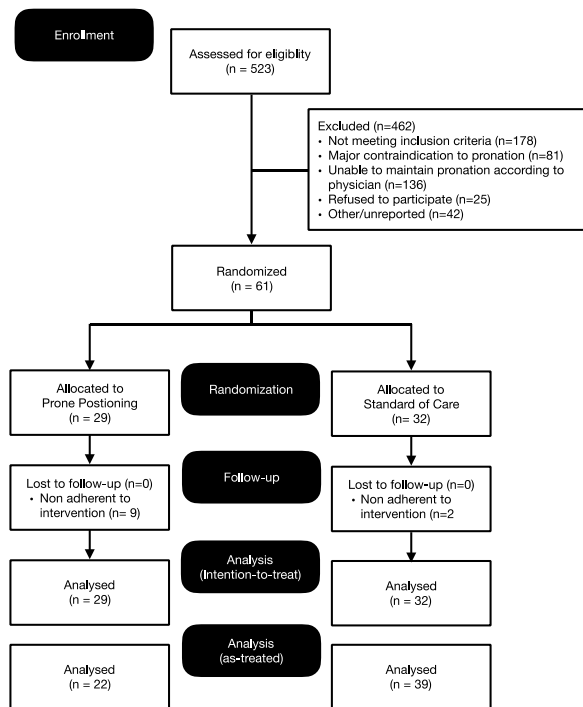 Enrollment
Assessed for eligiblity
(n = 523)
Excluded (n=462)
• Not meeting inclusion criteria (n=178)
• Major contraindication to pronation (n=81)
• Unable to maintain pronation according to
physician (n=136)
• Refused to participate (n=25)
• Other/unreported (n=42)
Randomized
(n = 61)
Allocated to
Prone Postioning
(n = 29)
Randomization
Allocated to
Standard of Care
(n = 32)
Lost to follow-up (n=0)
• Non adherent to
intervention (n= 9)
Follow-up
Lost to follow-up (n=0)
• Non adherent to
intervention (n=2
Analysis
(Intention-to-treat)
Analysed
(n = 29)
Analysed
(n = 32)
Analysis
(as-treated)
Analysed
(n = 22)
Analysed
(n = 39)